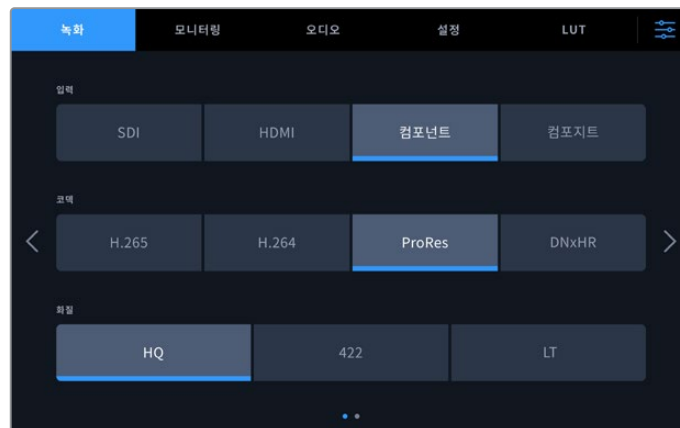 녹화 모니터링 오디오 설정 LUT
입력
SDI HDMI 컴포넌트 컴포지트
코덱
H.265 H.264 ProRes DNxHR
화질
HQ 422 LT